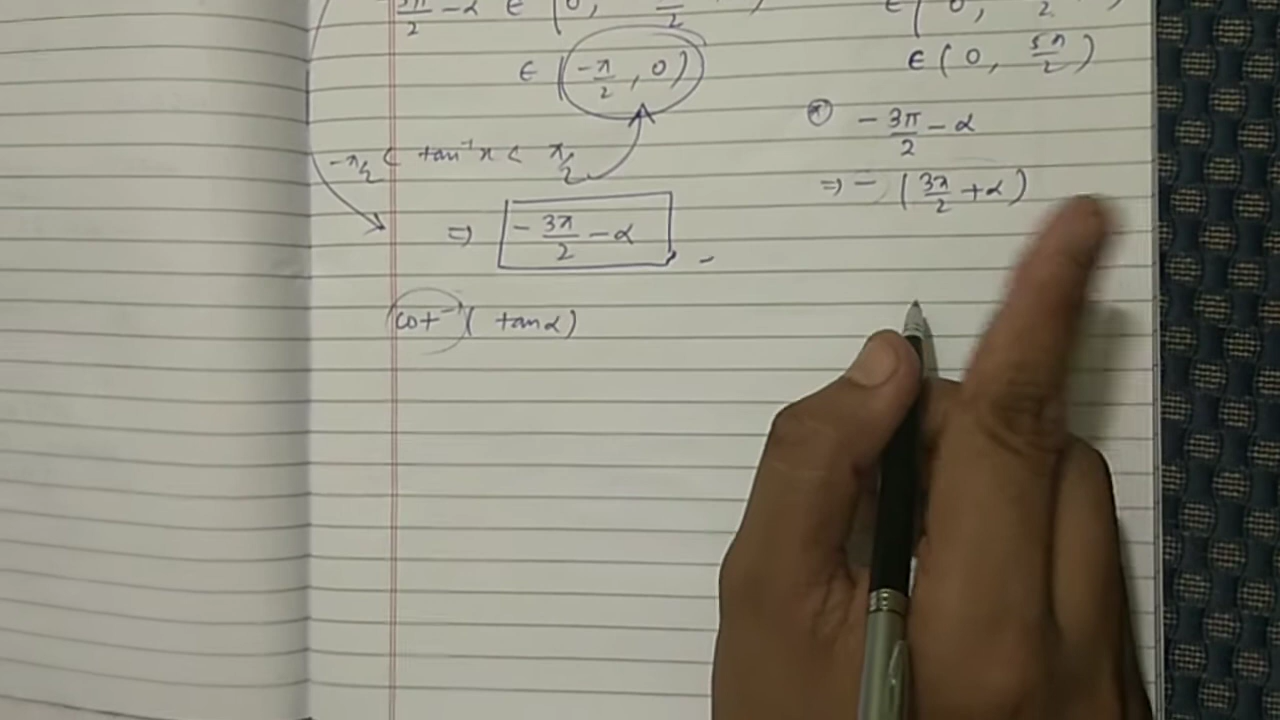 3π/2 - α ∈ (0,
∈ (-π/2, 0)
-π/2 < tan⁻¹x < π/2
⇒ - 3π/2 - α
cot⁻¹( tanα)
∈ (0,
∈ ( 0, 5π/2 )
* - 3π/2 - α
⇒ - ( 3π/2 + α )